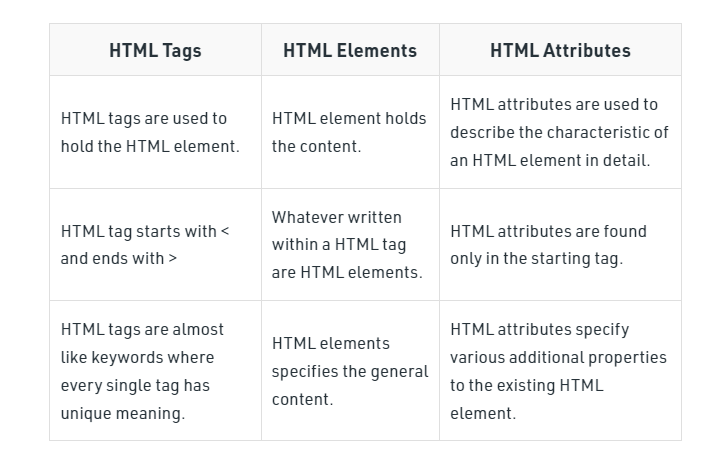 HTML Tags
HTML Elements
HTML Attributes
HTML tags are used to
hold the HTML element.
HTML element holds
the content.
HTML attributes are used to
describe the characteristic of
an HTML element in detail.
HTML tag starts with <
and ends with >
Whatever written
within a HTML tag
are HTML elements.
HTML attributes are found
only in the starting tag.
HTML tags are almost
like keywords where
every single tag has
unique meaning.
HTML elements
specifies the general
content.
HTML attributes specify
various additional properties
to the existing HTML
element.